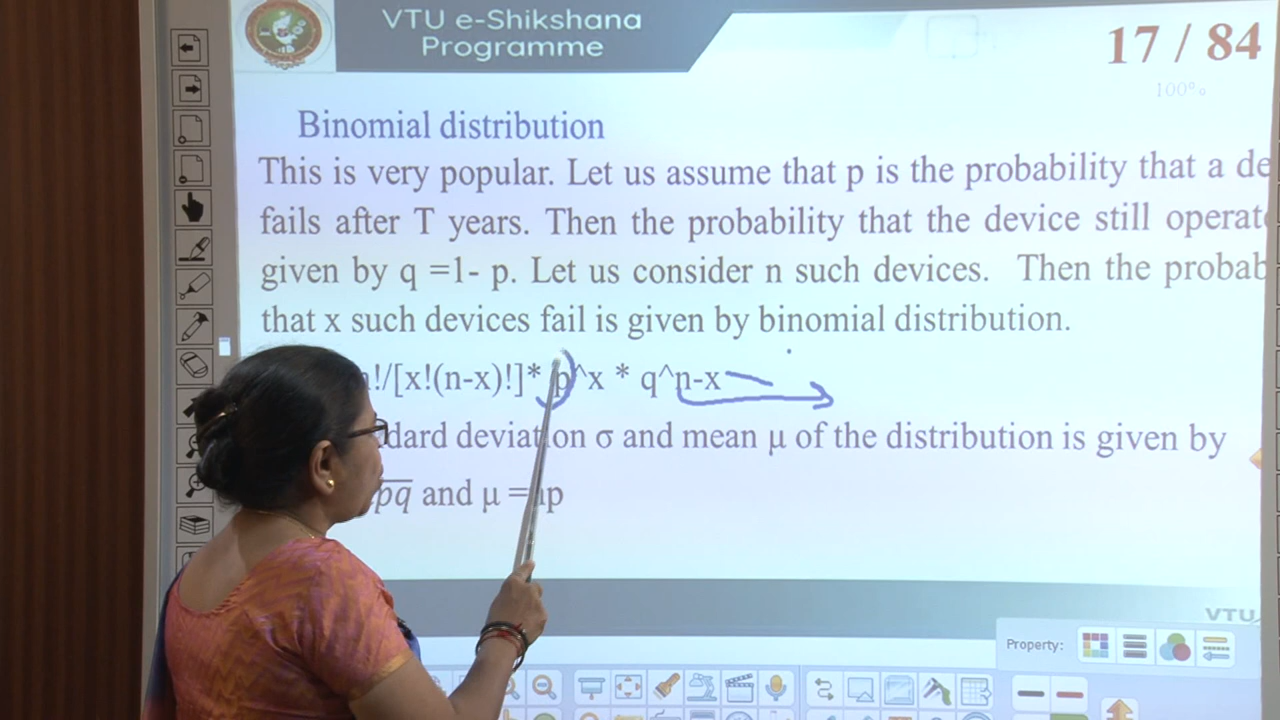 VTU e-Shikshana
Programme
17 / 84
100%
Binomial distribution
This is very popular. Let us assume that p is the probability that a de
fails after T years. Then the probability that the device still operat
given by q =1- p. Let us consider n such devices. Then the probab
that x such devices fail is given by binomial distribution.
!/[x!(n-x)!]* p^x * q^n-x
dard deviation σ and mean μ of the distribution is given by
pq and μ = np
VTU
Property: